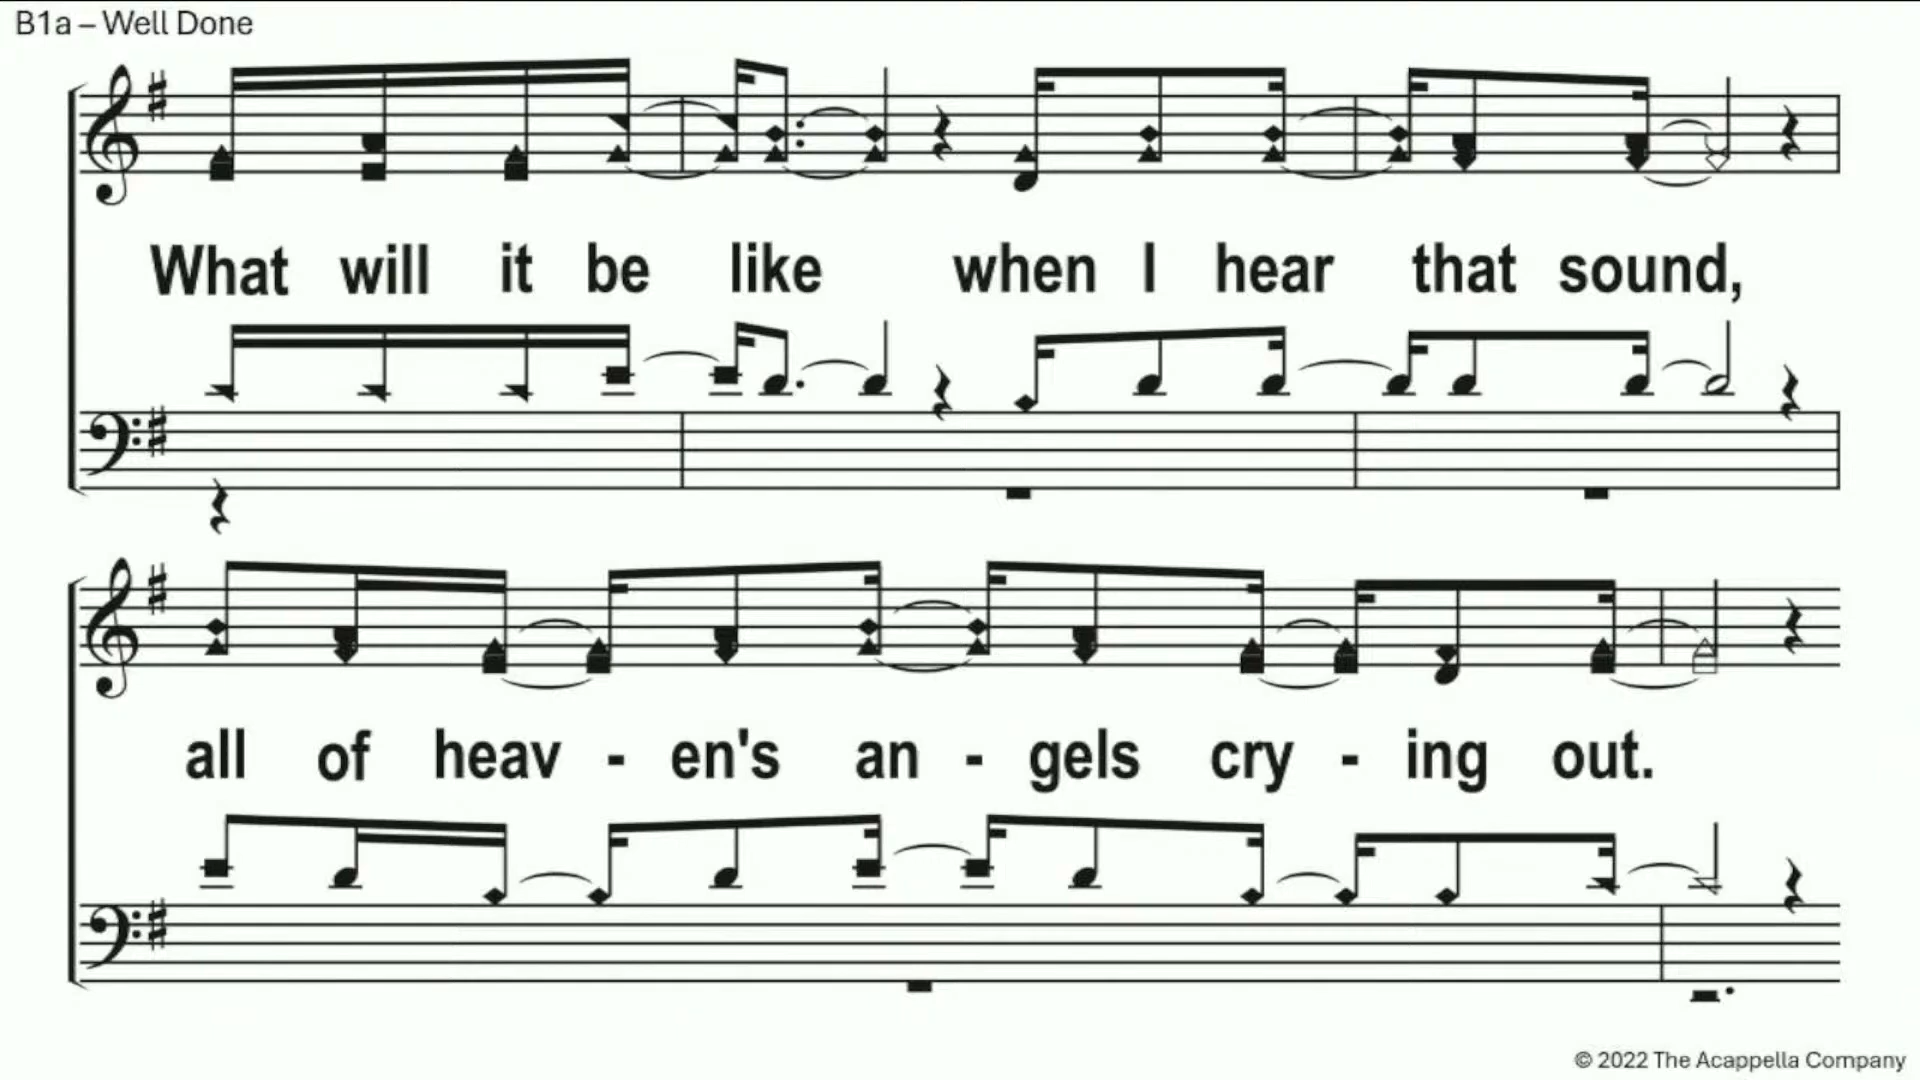 B1a – Well Done
What will it be like when I hear that sound,
all of heav - en's an - gels cry - ing out.
© 2022 The Acappella Company